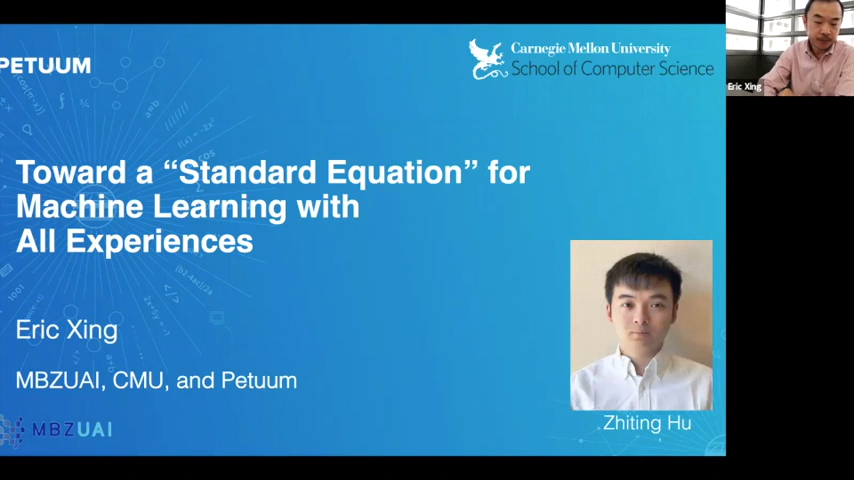 PETUUM
Carnegie Mellon University
School of Computer Science
Eric Xing
Toward a “Standard Equation” for
Machine Learning with
All Experiences
Eric Xing
MBZUAI, CMU, and Petuum
Zhiting Hu
MBZUAI